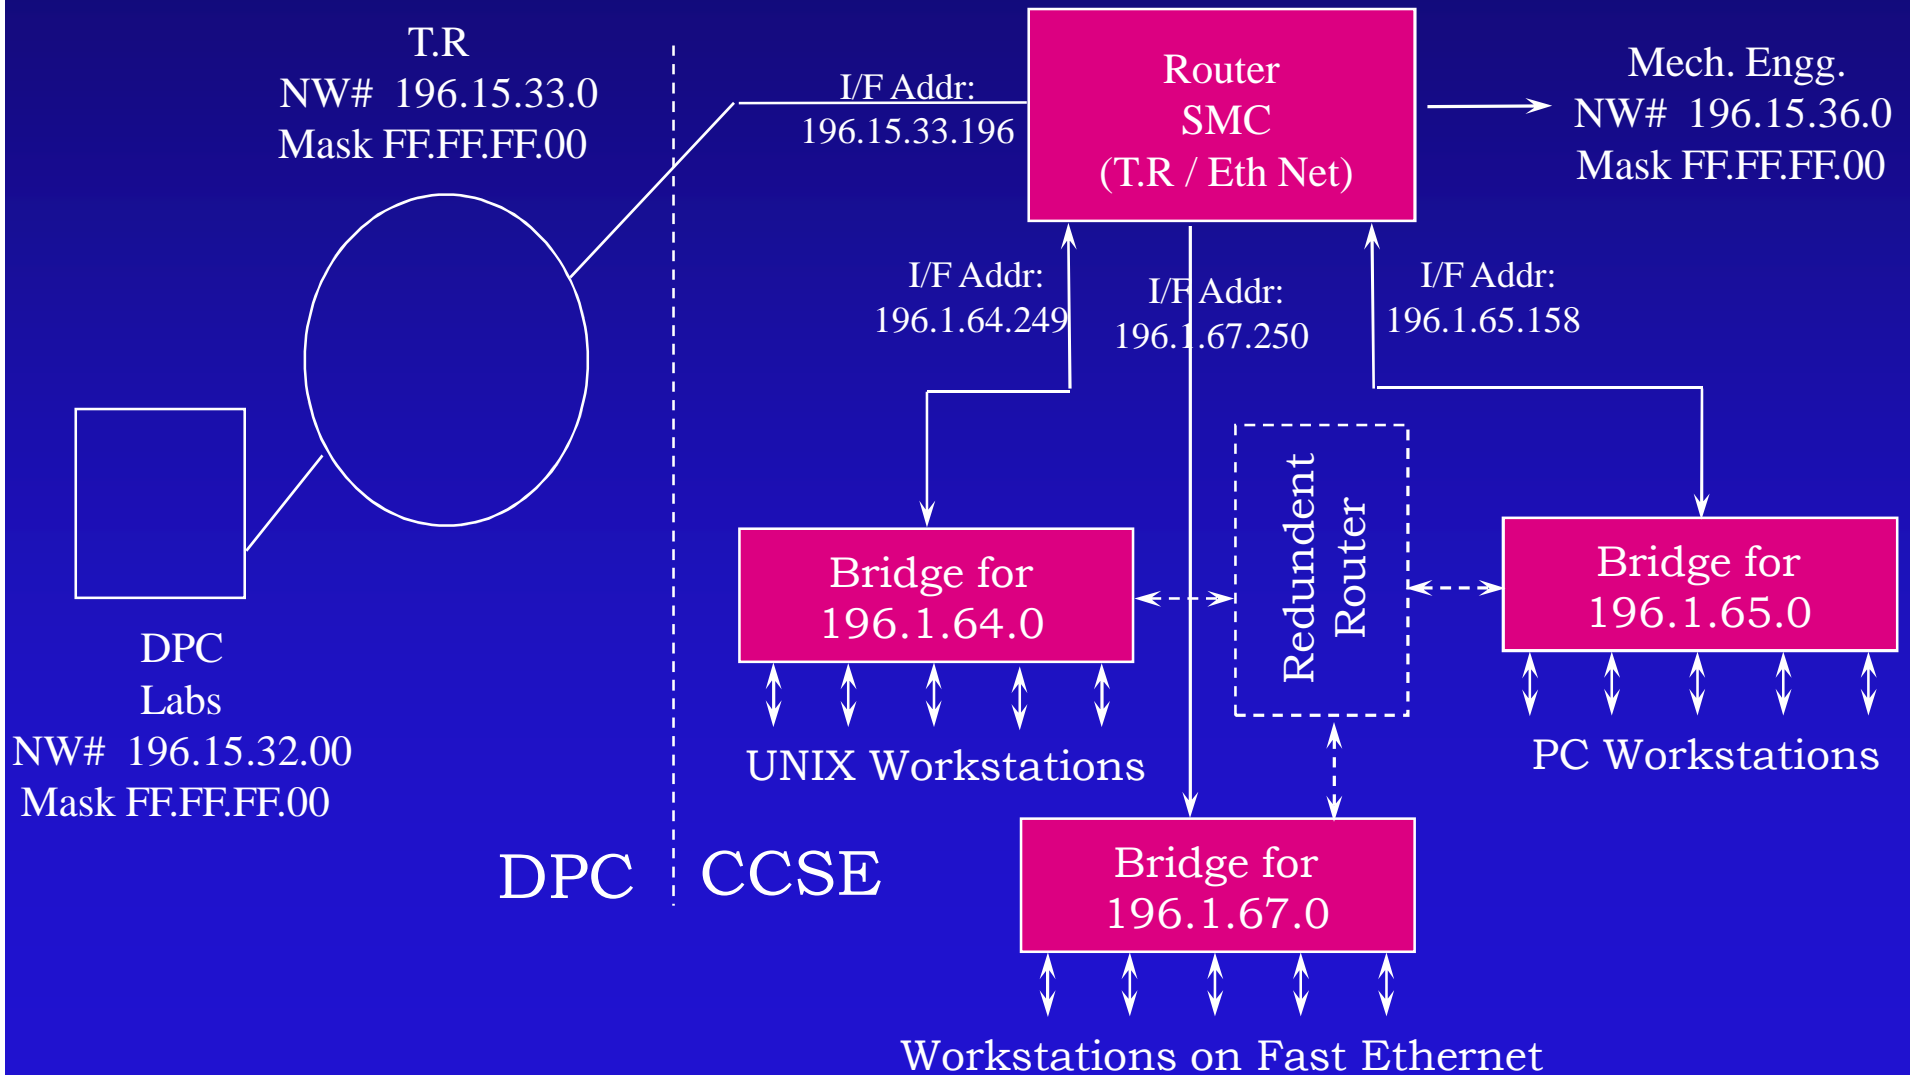 T.R
NW# 196.15.33.0
Mask FF.FF.FF.00
I/F Addr:
196.15.33.196
Router
SMC
(T.R / Eth Net)
Mech. Engg.
NW# 196.15.36.0
Mask FF.FF.FF.00
I/F Addr:
196.1.64.249
I/F Addr:
196.1.67.250
I/F Addr:
196.1.65.158
DPC
Labs
NW# 196.15.32.00
Mask FF.FF.FF.00
Bridge for
196.1.64.0
Redundent
Router
Bridge for
196.1.65.0
UNIX Workstations
PC Workstations
DPC
CCSE
Bridge for
196.1.67.0
Workstations on Fast Ethernet